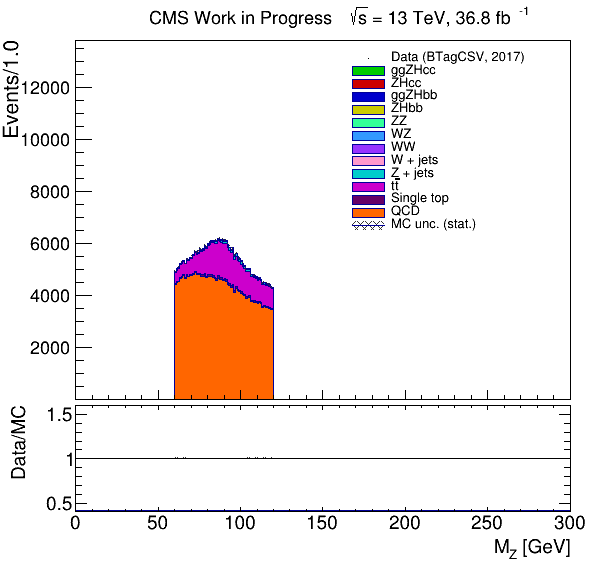 CMS Work in Progress √s = 13 TeV, 36.8 fb -1
Events/1.0
12000
10000
8000
6000
4000
2000
Data (BTagCSV, 2017)
ggZHcc
ZHcc
ggZHbb
ZHbb
ZZ
WZ
WW
W + jets
Z + jets
tt̅
Single top
QCD
MC unc. (stat.)
Data/MC
1.5
1
0.5
0 50 100 150 200 250 300
M_Z [GeV]